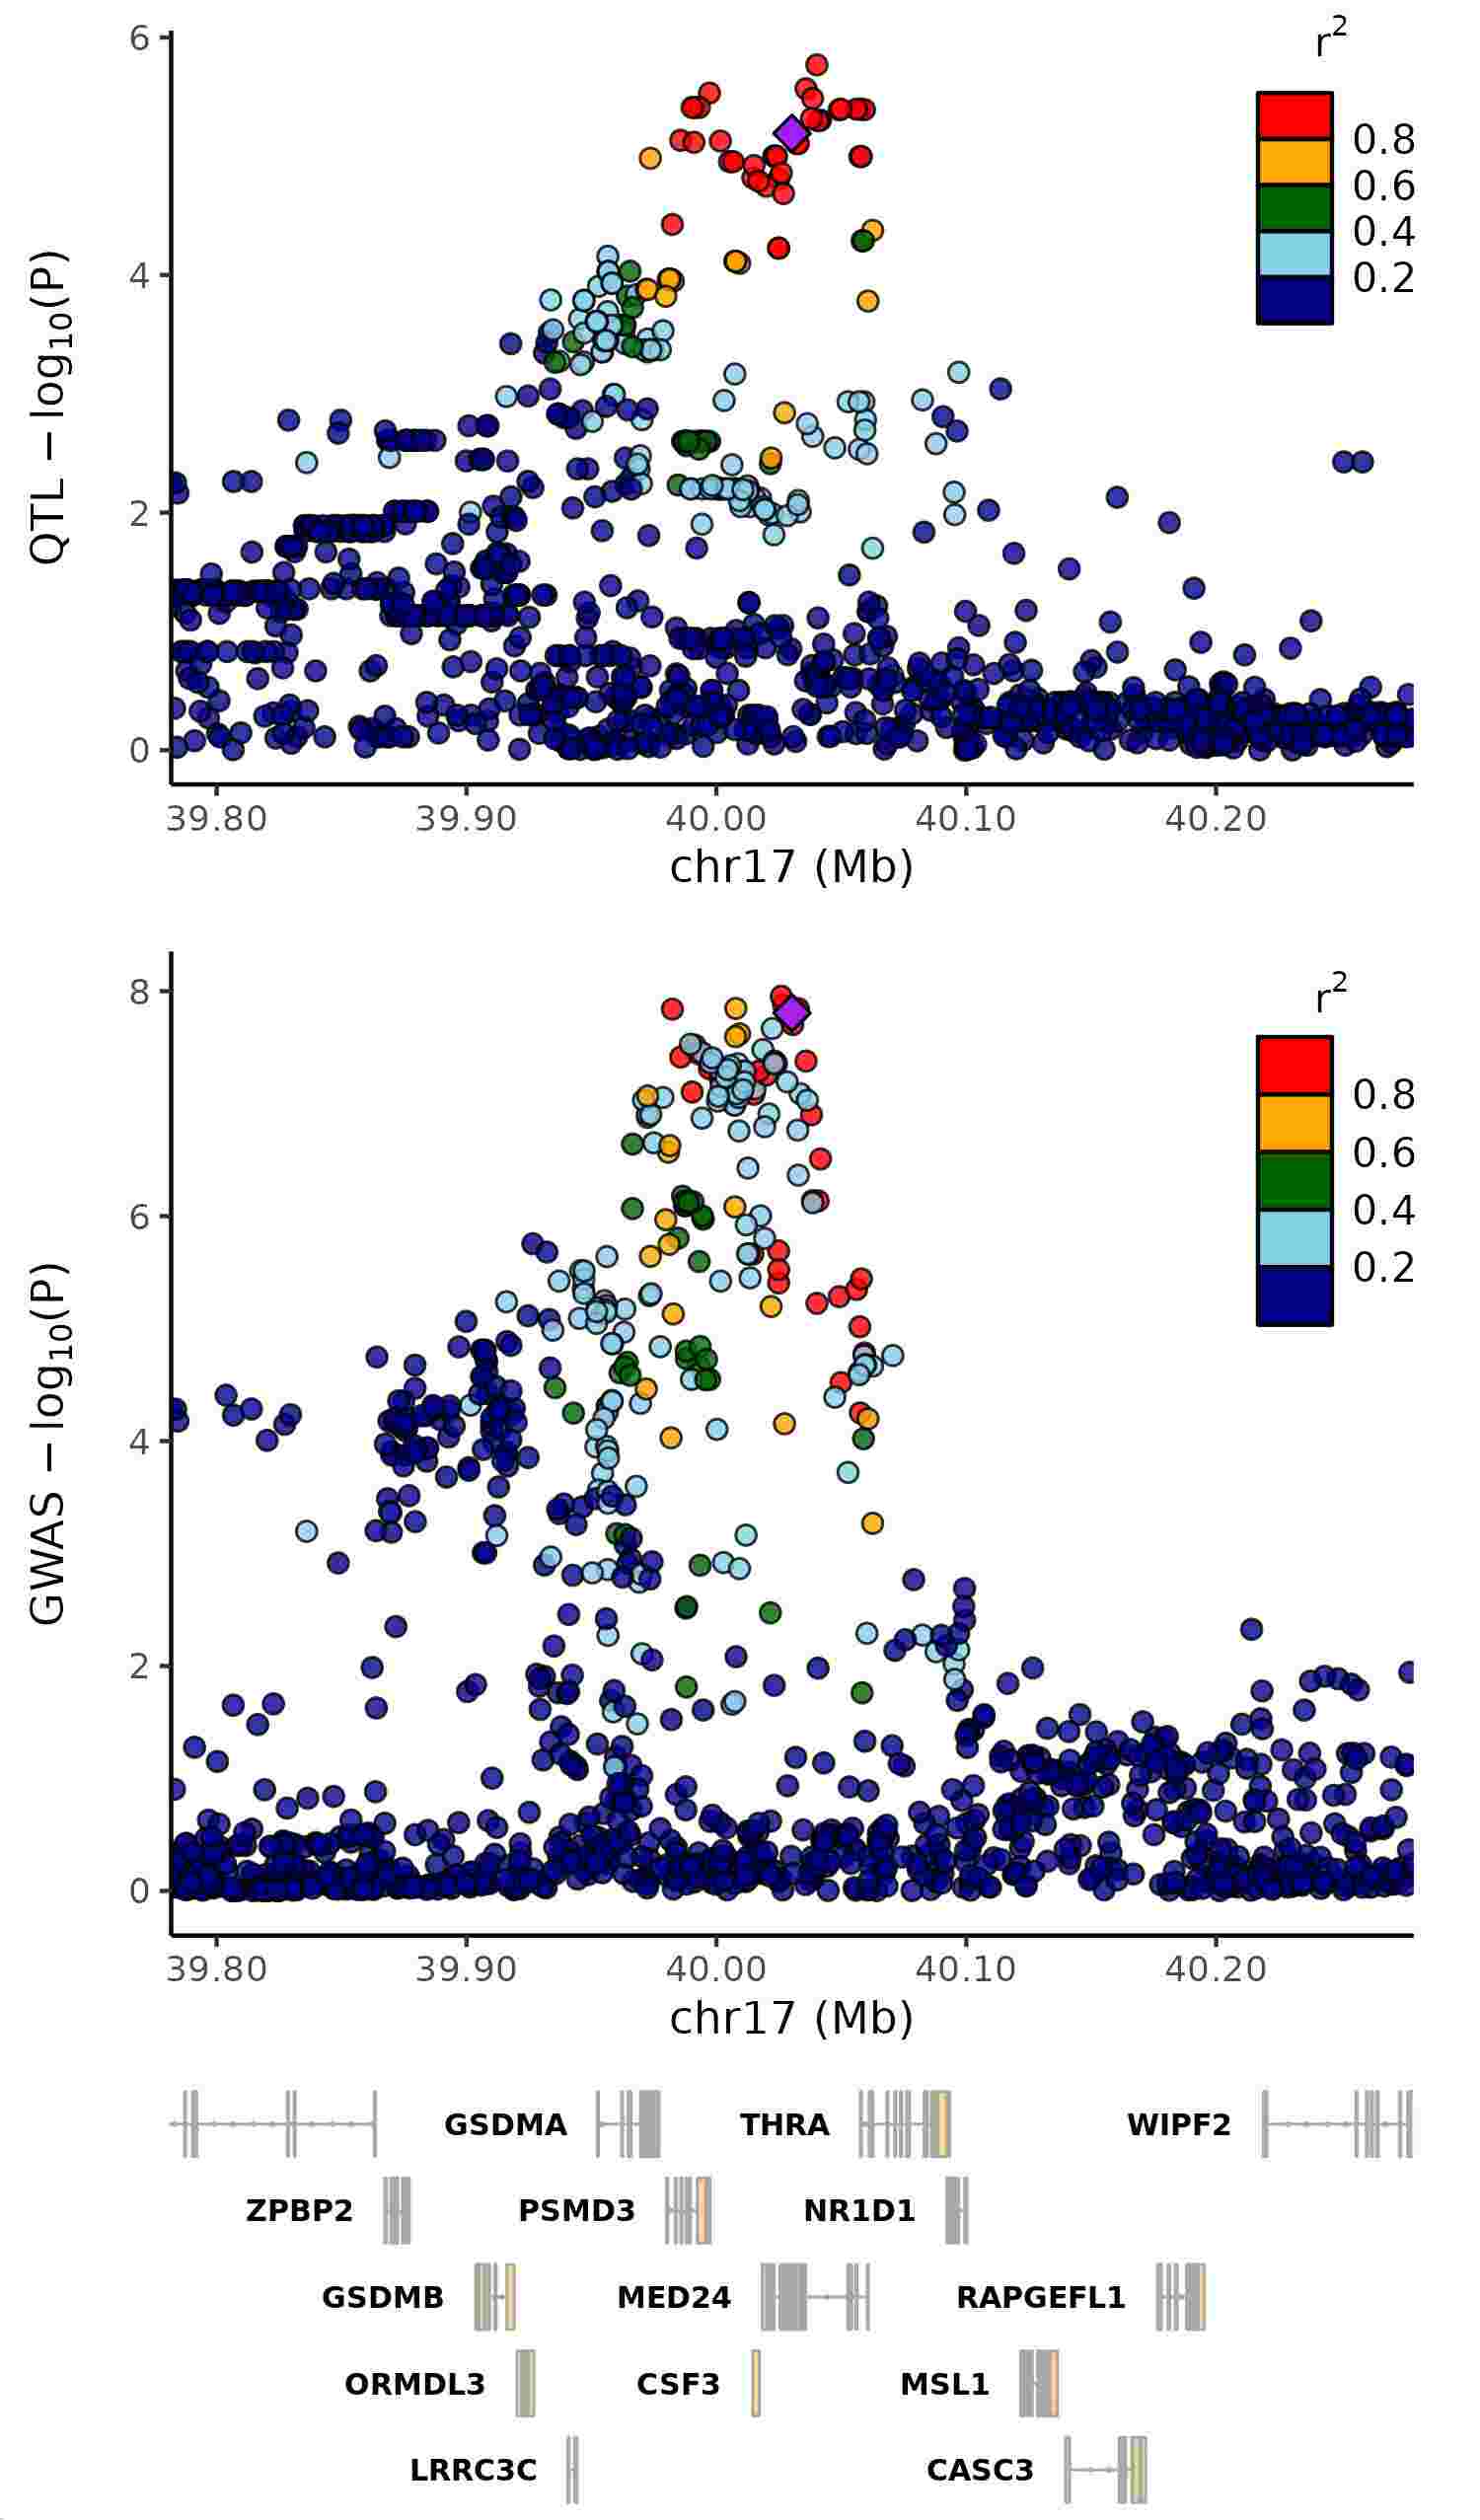 6
r2
0.8
0.6
0.4
0.2
4
2
0
QTL − log10(P)
39.80 39.90 40.00 40.10 40.20
chr17 (Mb)
8
r2
0.8
0.6
0.4
0.2
6
4
2
0
GWAS − log10(P)
39.80 39.90 40.00 40.10 40.20
chr17 (Mb)
GSDMA THRA WIPF2
ZPBP2 PSMD3 NR1D1
GSDMB MED24 RAPGEFL1
ORMDL3 CSF3 MSL1
LRRC3C CASC3